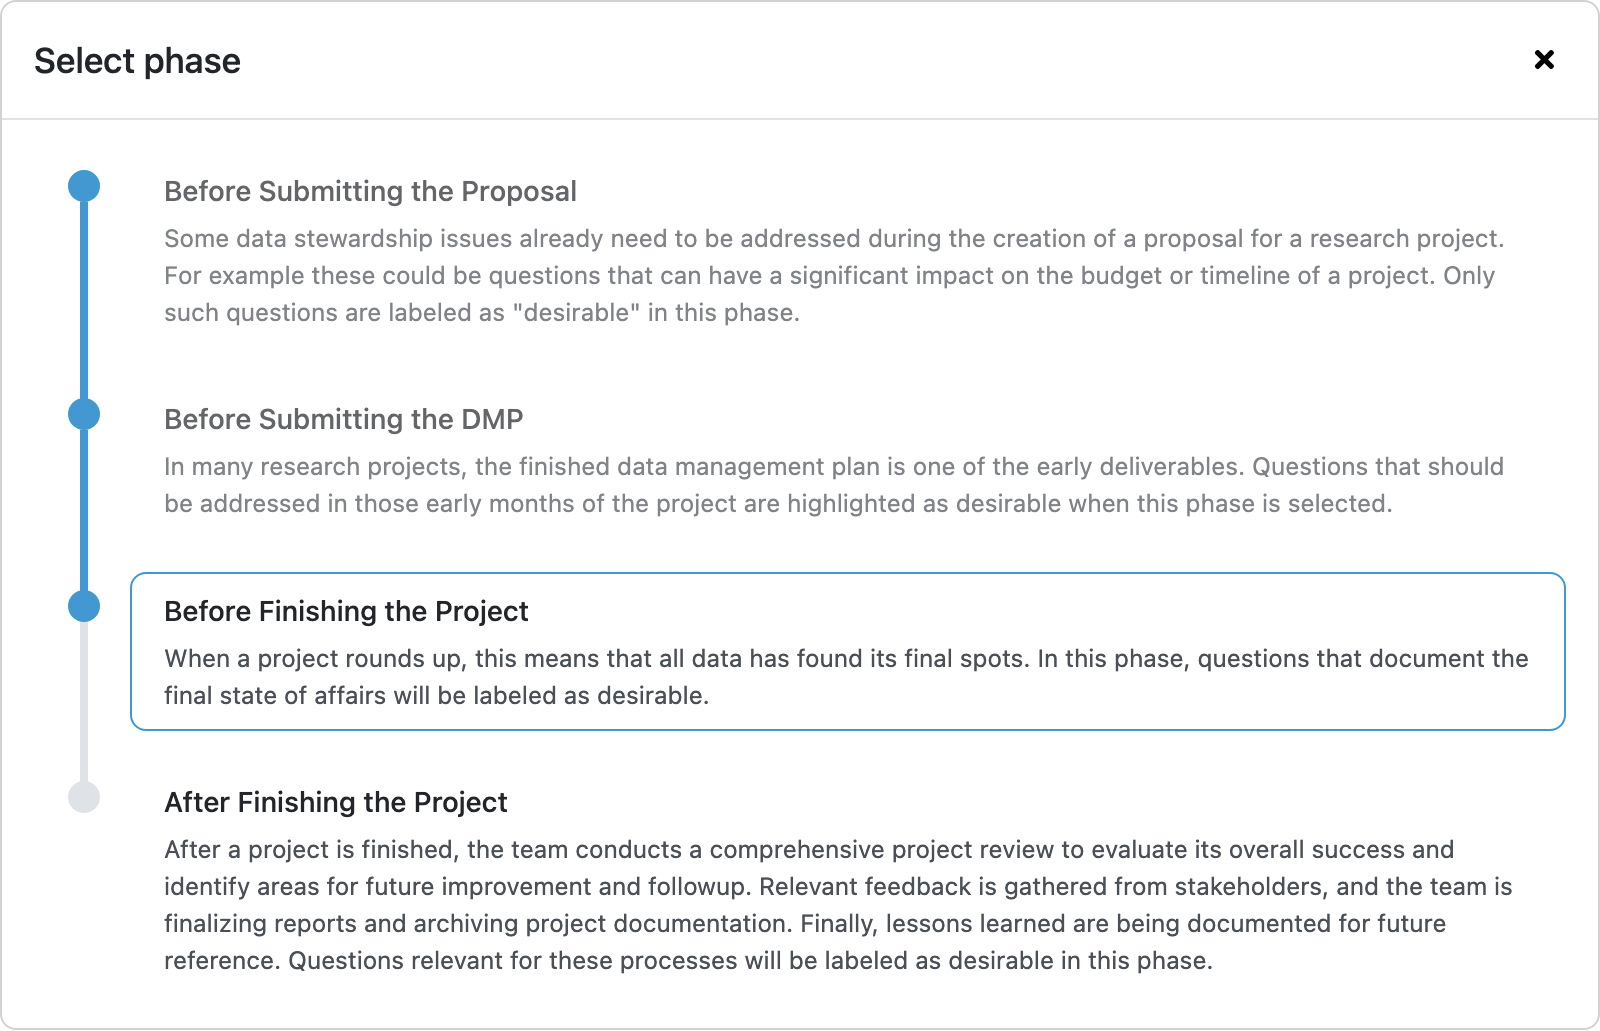 Select phase
Before Submitting the Proposal
Some data stewardship issues already need to be addressed during the creation of a proposal for a research project.
For example these could be questions that can have a significant impact on the budget or timeline of a project. Only
such questions are labeled as "desirable" in this phase.
Before Submitting the DMP
In many research projects, the finished data management plan is one of the early deliverables. Questions that should
be addressed in those early months of the project are highlighted as desirable when this phase is selected.
Before Finishing the Project
When a project rounds up, this means that all data has found its final spots. In this phase, questions that document the
final state of affairs will be labeled as desirable.
After Finishing the Project
After a project is finished, the team conducts a comprehensive project review to evaluate its overall success and
identify areas for future improvement and followup. Relevant feedback is gathered from stakeholders, and the team is
finalizing reports and archiving project documentation. Finally, lessons learned are being documented for future
reference. Questions relevant for these processes will be labeled as desirable in this phase.